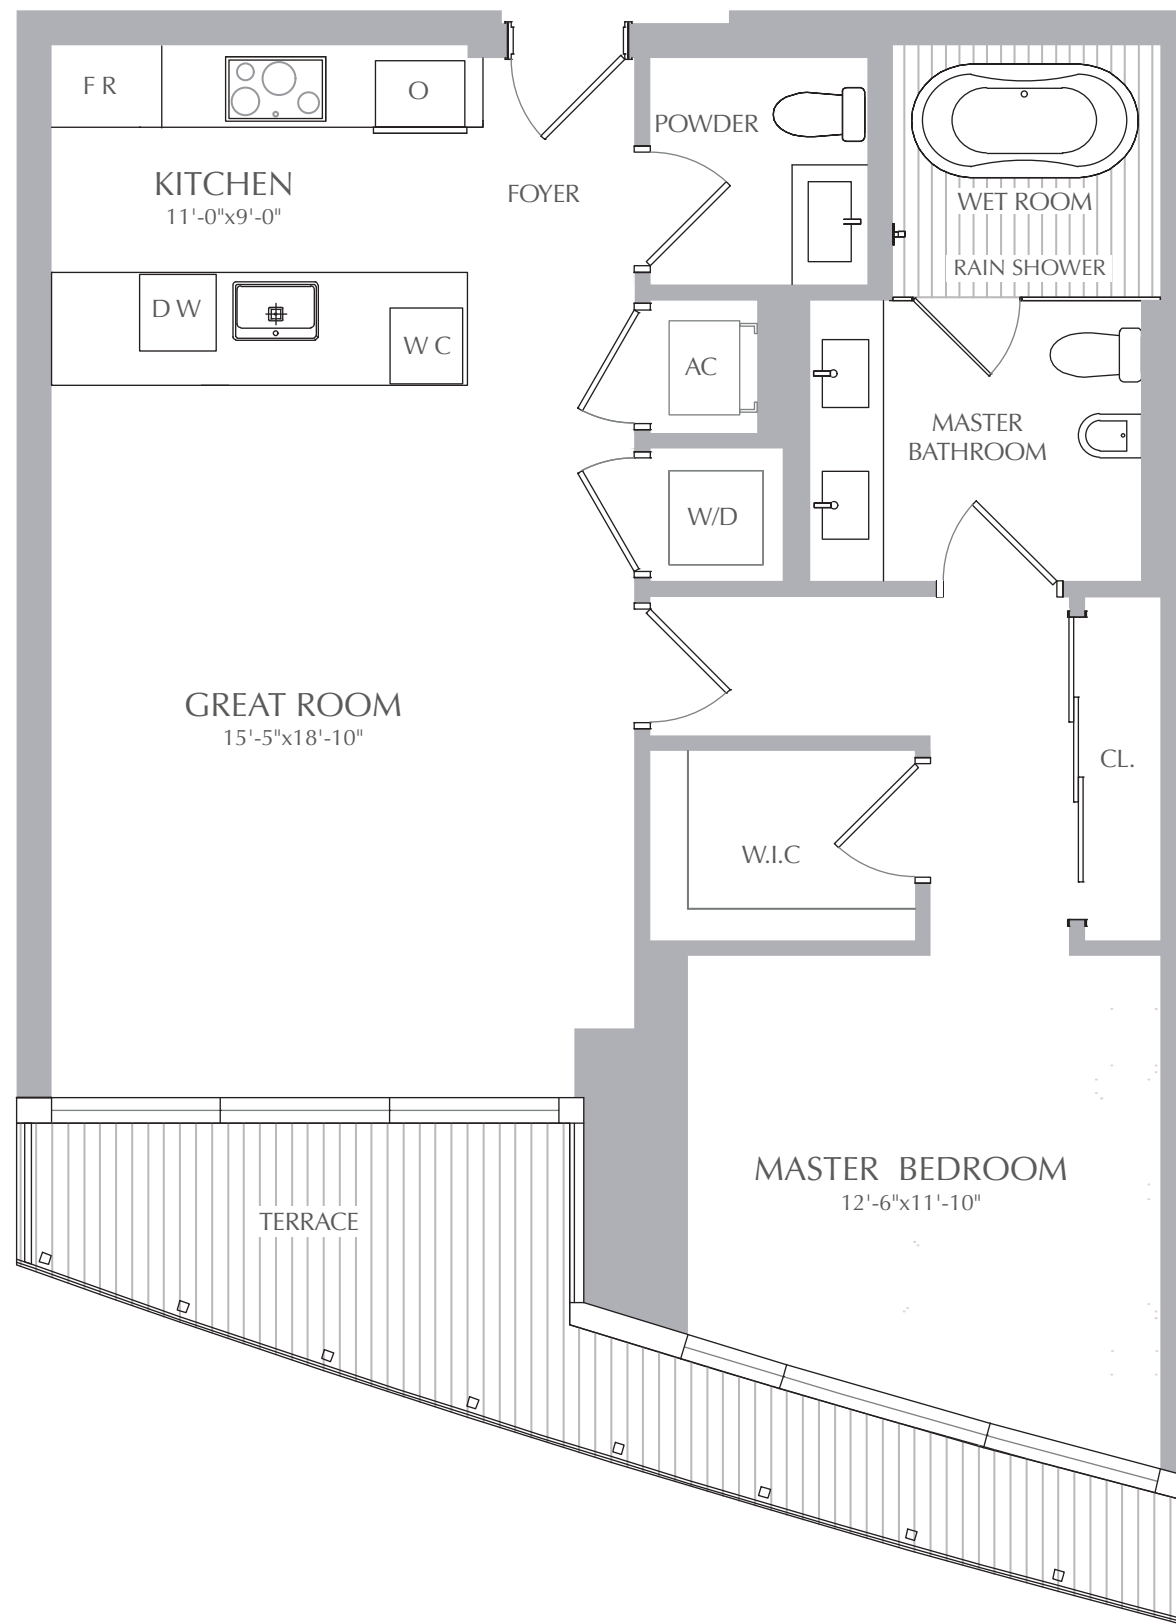 F R
O
POWDER
KITCHEN
11'-0"x9'-0"
FOYER
WET ROOM
RAIN SHOWER
D W
W C
AC
MASTER
BATHROOM
W/D
GREAT ROOM
15'-5"x18'-10"
CL.
W.I.C
MASTER BEDROOM
12'-6"x11'-10"
TERRACE